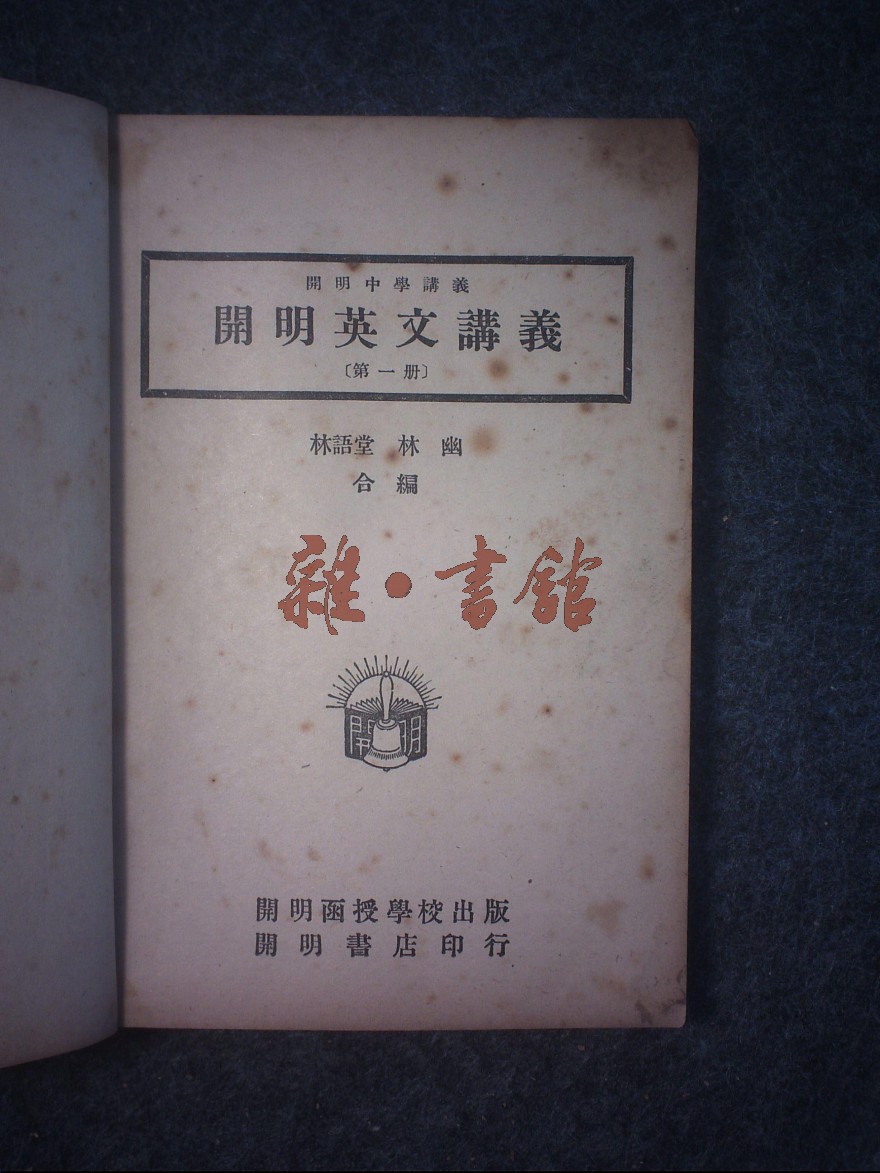 開明中學講義
開明英文講義
〔第一册〕
林語堂 林幽
合編
雜·書館
開明
開明函授學校出版
開明書店印行